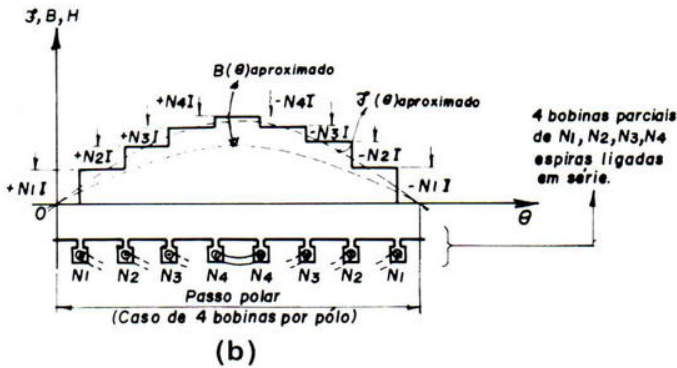 ℱ, B, H
B(θ)aproximado
ℱ(θ)aproximado
+N4I
-N4I
+N3I
-N3I
+N2I
-N2I
+N1I
-N1I
O
θ
4 bobinas parciais
de N1, N2, N3, N4
espiras ligadas
em série.
N1 N2 N3 N4 N4 N3 N2 N1
Passo polar
(Caso de 4 bobinas por pólo)
(b)